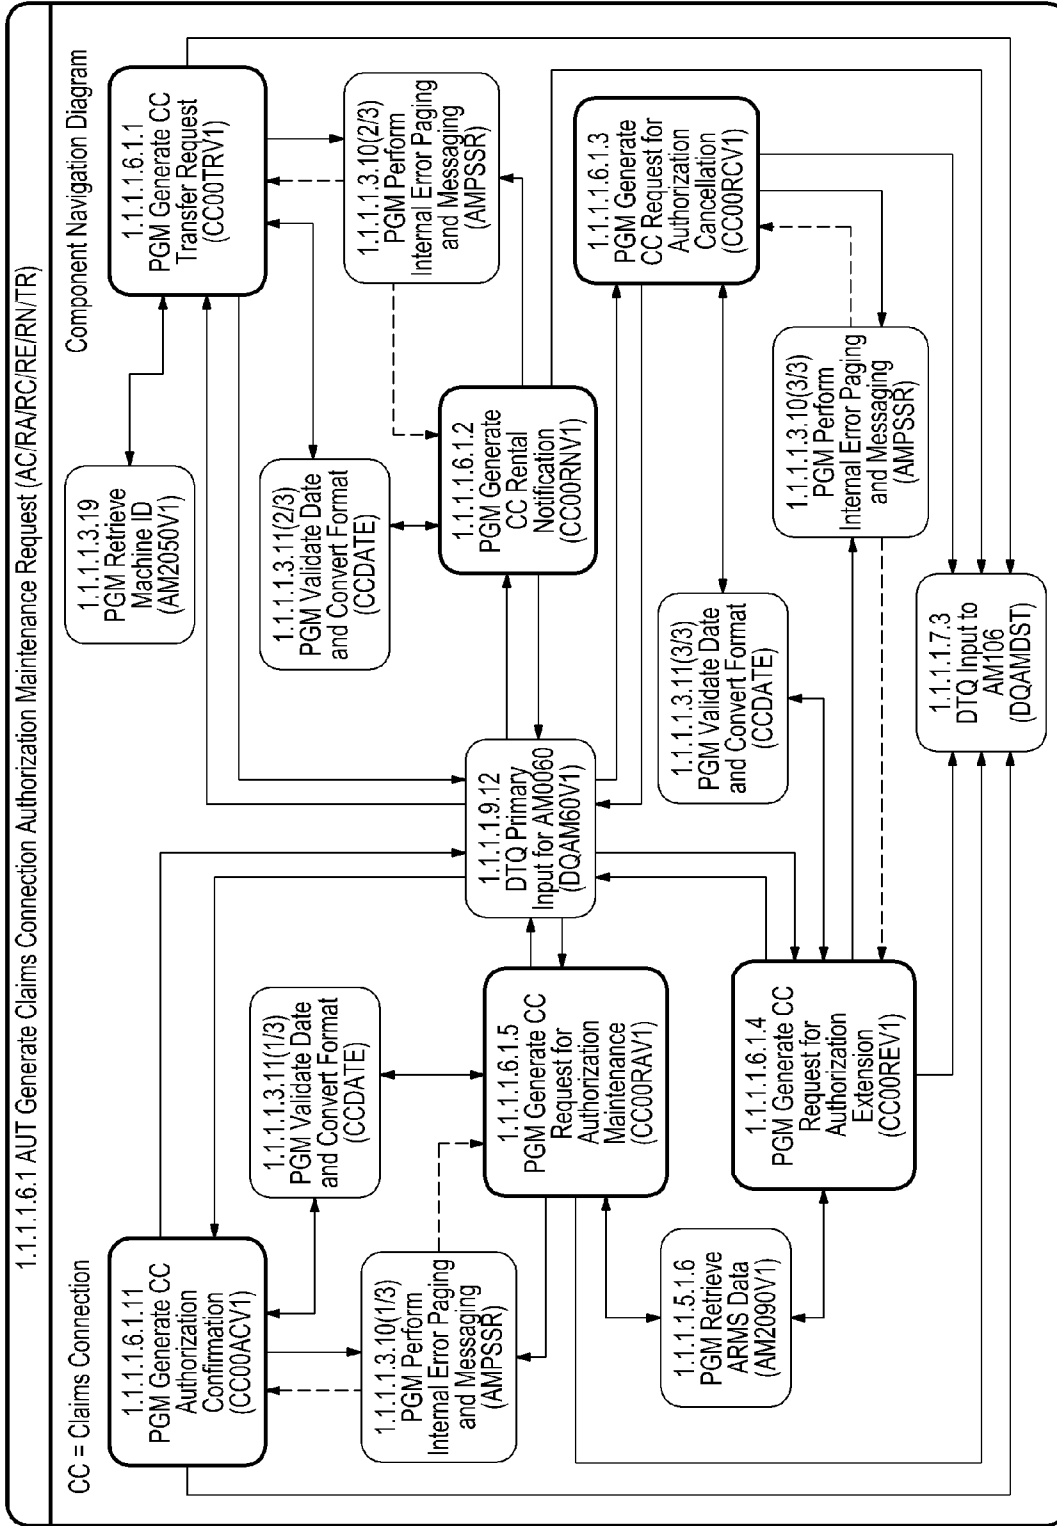 1.1.1.1.6.1 AUT Generate Claims Connection Authorization Maintenance Request (AC/RA/RC/RE/RN/TR)
CC = Claims Connection
Component Navigation Diagram
1.1.1.1.6.1.11
PGM Generate CC
Authorization
Confirmation
(CC00ACV1)
1.1.1.1.3.19
PGM Retrieve
Machine ID
(AM2050V1)
1.1.1.1.6.1.1
PGM Generate CC
Transfer Request
(CC00TRV1)
1.1.1.1.3.11(1/3)
PGM Validate Date
and Convert Format
(CCDATE)
1.1.1.1.3.11(2/3)
PGM Validate Date
and Convert Format
(CCDATE)
1.1.1.1.3.10(2/3)
PGM Perform
Internal Error Paging
and Messaging
(AMPSSR)
1.1.1.1.3.10(1/3)
PGM Perform
Internal Error Paging
and Messaging
(AMPSSR)
1.1.1.1.6.1.5
PGM Generate CC
Request for
Authorization
Maintenance
(CC00RAV1)
1.1.1.1.9.12
DTQ Primary
Input for AM0060
(DQAM60V1)
1.1.1.1.6.1.2
PGM Generate
CC Rental
Notification
(CC00RNV1)
1.1.1.1.5.1.6
PGM Retrieve
ARMS Data
(AM2090V1)
1.1.1.1.3.11(3/3)
PGM Validate Date
and Convert Format
(CCDATE)
1.1.1.1.6.1.3
PGM Generate
CC Request for
Authorization
Cancellation
(CC00RCV1)
1.1.1.1.6.1.4
PGM Generate CC
Request for
Authorization
Extension
(CC00REV1)
1.1.1.1.3.10(3/3)
PGM Perform
Internal Error Paging
and Messaging
(AMPSSR)
1.1.1.1.7.3
DTQ Input to
AM106
(DQAMDST)